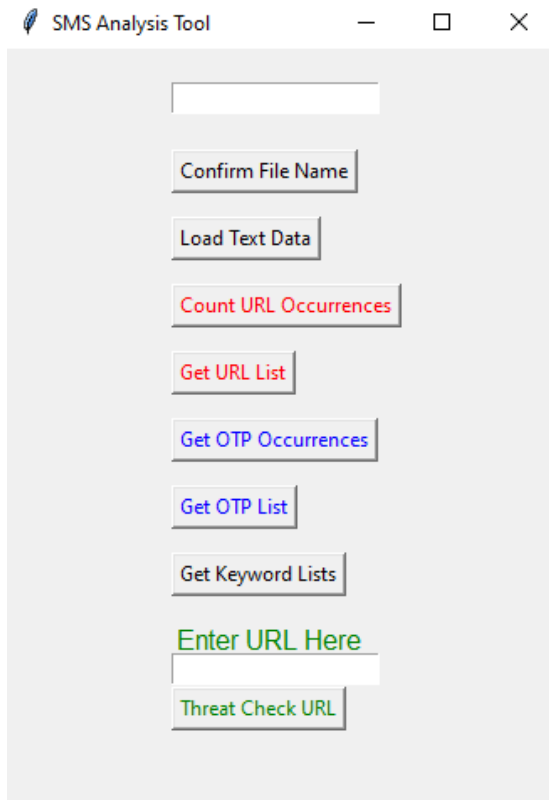 SMS Analysis Tool
Confirm File Name
Load Text Data
Count URL Occurrences
Get URL List
Get OTP Occurrences
Get OTP List
Get Keyword Lists
Enter URL Here
Threat Check URL